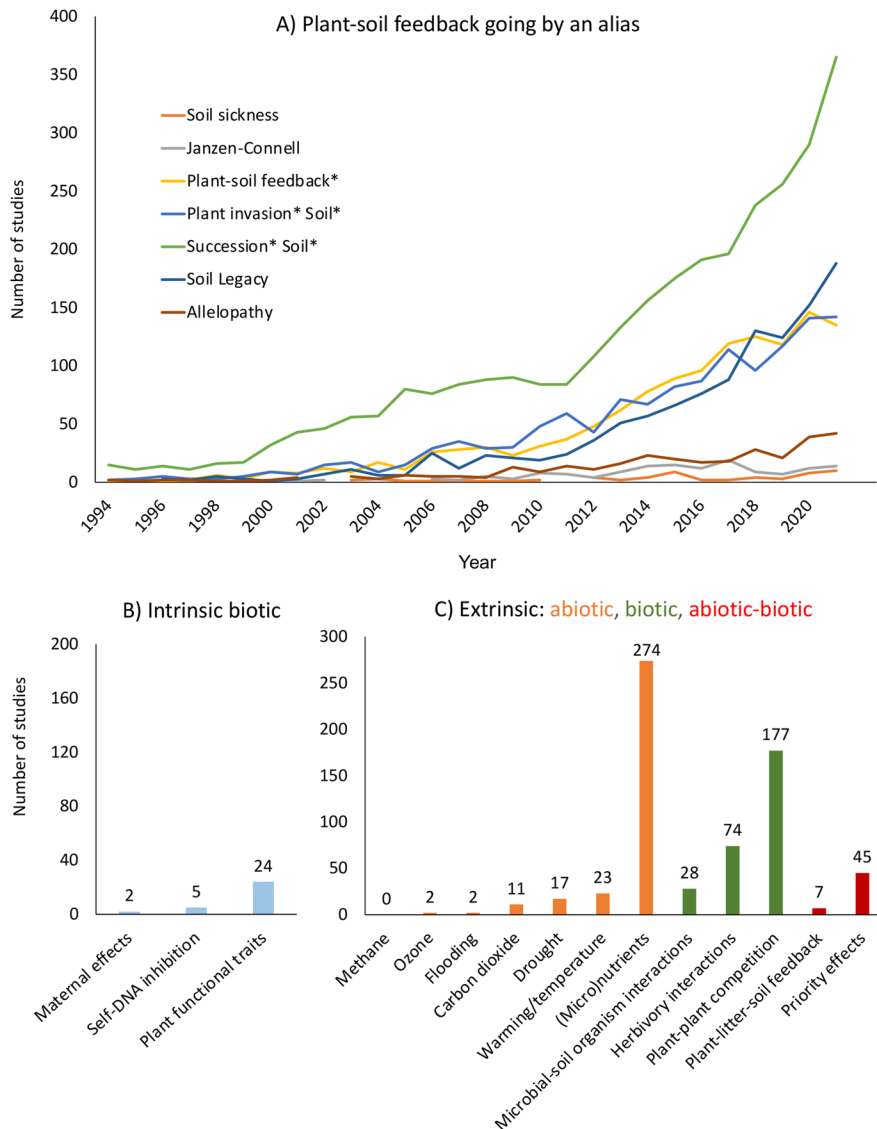 A) Plant-soil feedback going by an alias
Number of studies
400
350
300
250
200
150
100
50
0
Soil sickness
Janzen-Connell
Plant-soil feedback*
Plant invasion* Soil*
Succession* Soil*
Soil Legacy
Allelopathy
1994
1996
1998
2000
2002
2004
2006
2008
2010
2012
2014
2016
2018
2020
Year
B) Intrinsic biotic
Number of studies
200
160
120
80
40
0
2
5
24
Maternal effects
Self-DNA inhibition
Plant functional traits
C) Extrinsic: abiotic, biotic, abiotic-biotic
300
250
200
150
100
50
0
0
2
2
11
17
23
274
28
74
177
7
45
Methane
Ozone
Flooding
Carbon dioxide
Drought
Warming/temperature
(Micro)nutrients
Microbial-soil organism interactions
Herbivory interactions
Plant-plant competition
Plant-litter-soil feedback
Priority effects